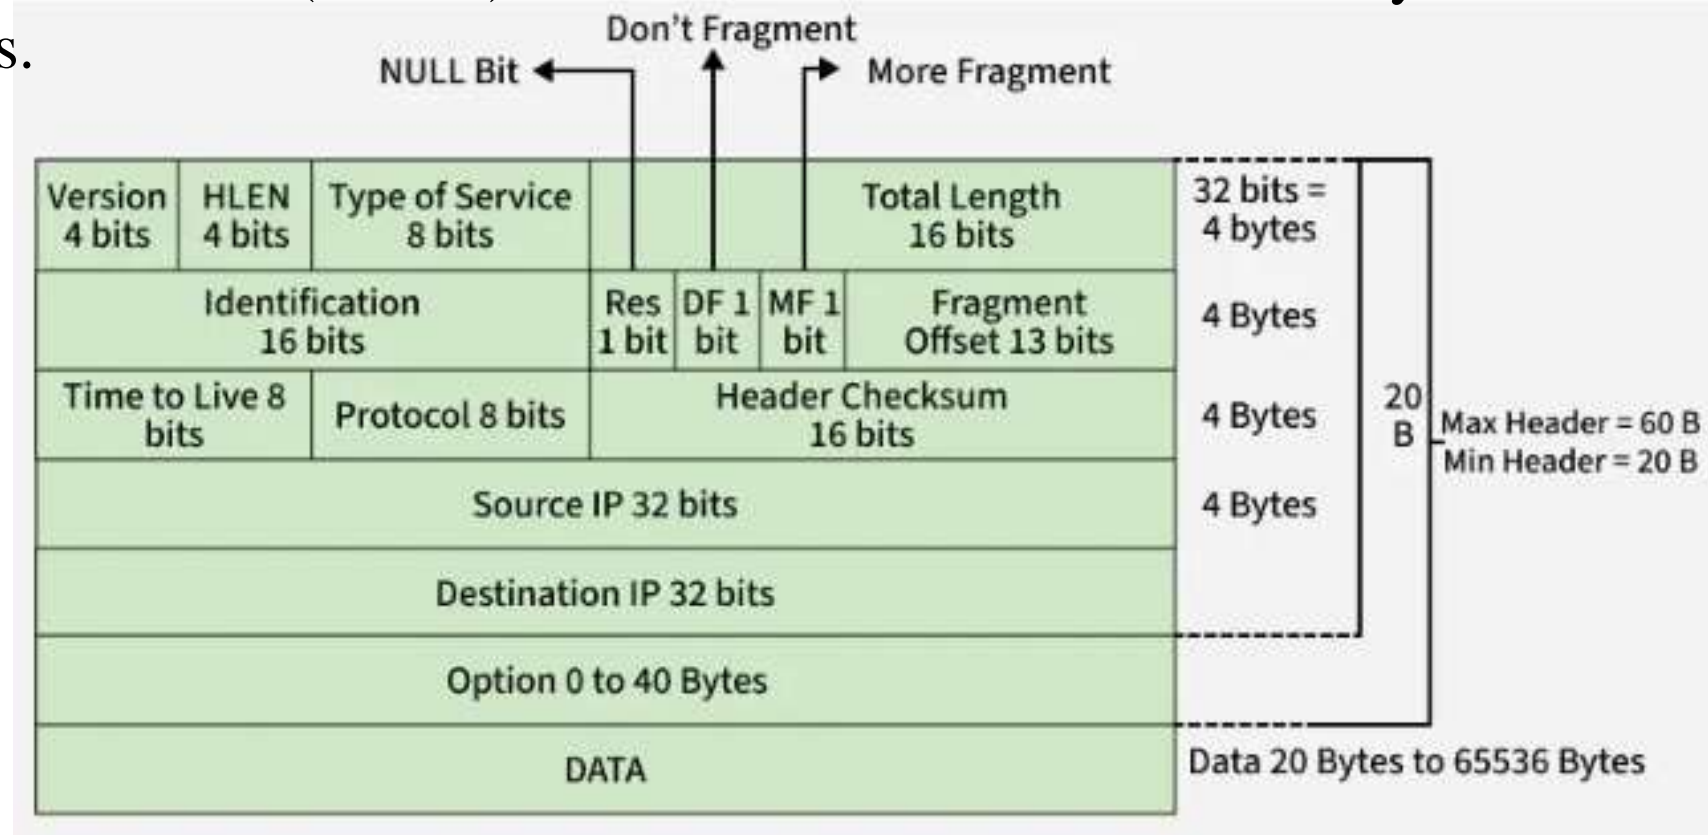 s.
Don't Fragment
NULL Bit
More Fragment
Version
4 bits
HLEN
4 bits
Type of Service
8 bits
Total Length
16 bits
32 bits =
4 bytes
Identification
16 bits
Res
1 bit
DF 1
bit
MF 1
bit
Fragment
Offset 13 bits
4 Bytes
Time to Live 8
bits
Protocol 8 bits
Header Checksum
16 bits
4 Bytes
20
B
Max Header = 60 B
Min Header = 20 B
Source IP 32 bits
4 Bytes
Destination IP 32 bits
Option 0 to 40 Bytes
DATA
Data 20 Bytes to 65536 Bytes